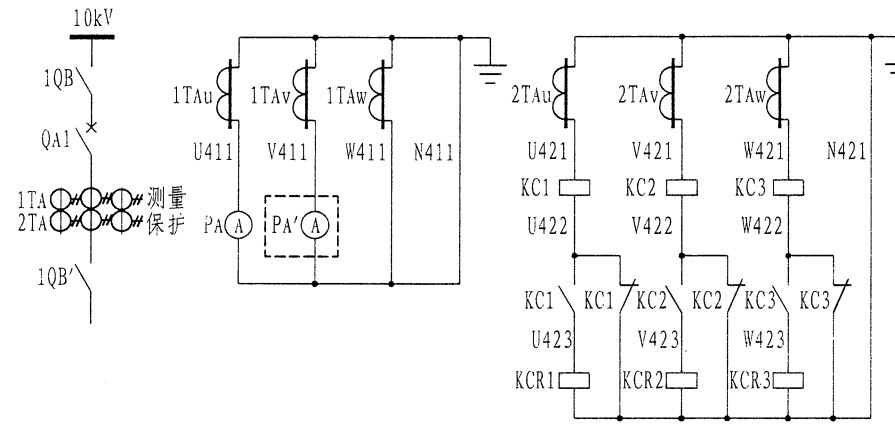 10kV
1QB
QA1
1TA 测量
2TA 保护
1QB'
1TAu 1TAv 1TAw
U411 V411 W411 N411
PA A PA' A
2TAu 2TAv 2TAw
U421 V421 W421 N421
KC1 KC2 KC3
U422 V422 W422
KC1 KC1 KC2 KC2 KC3 KC3
U423 V423 W423
KCR1 KCR2 KCR3